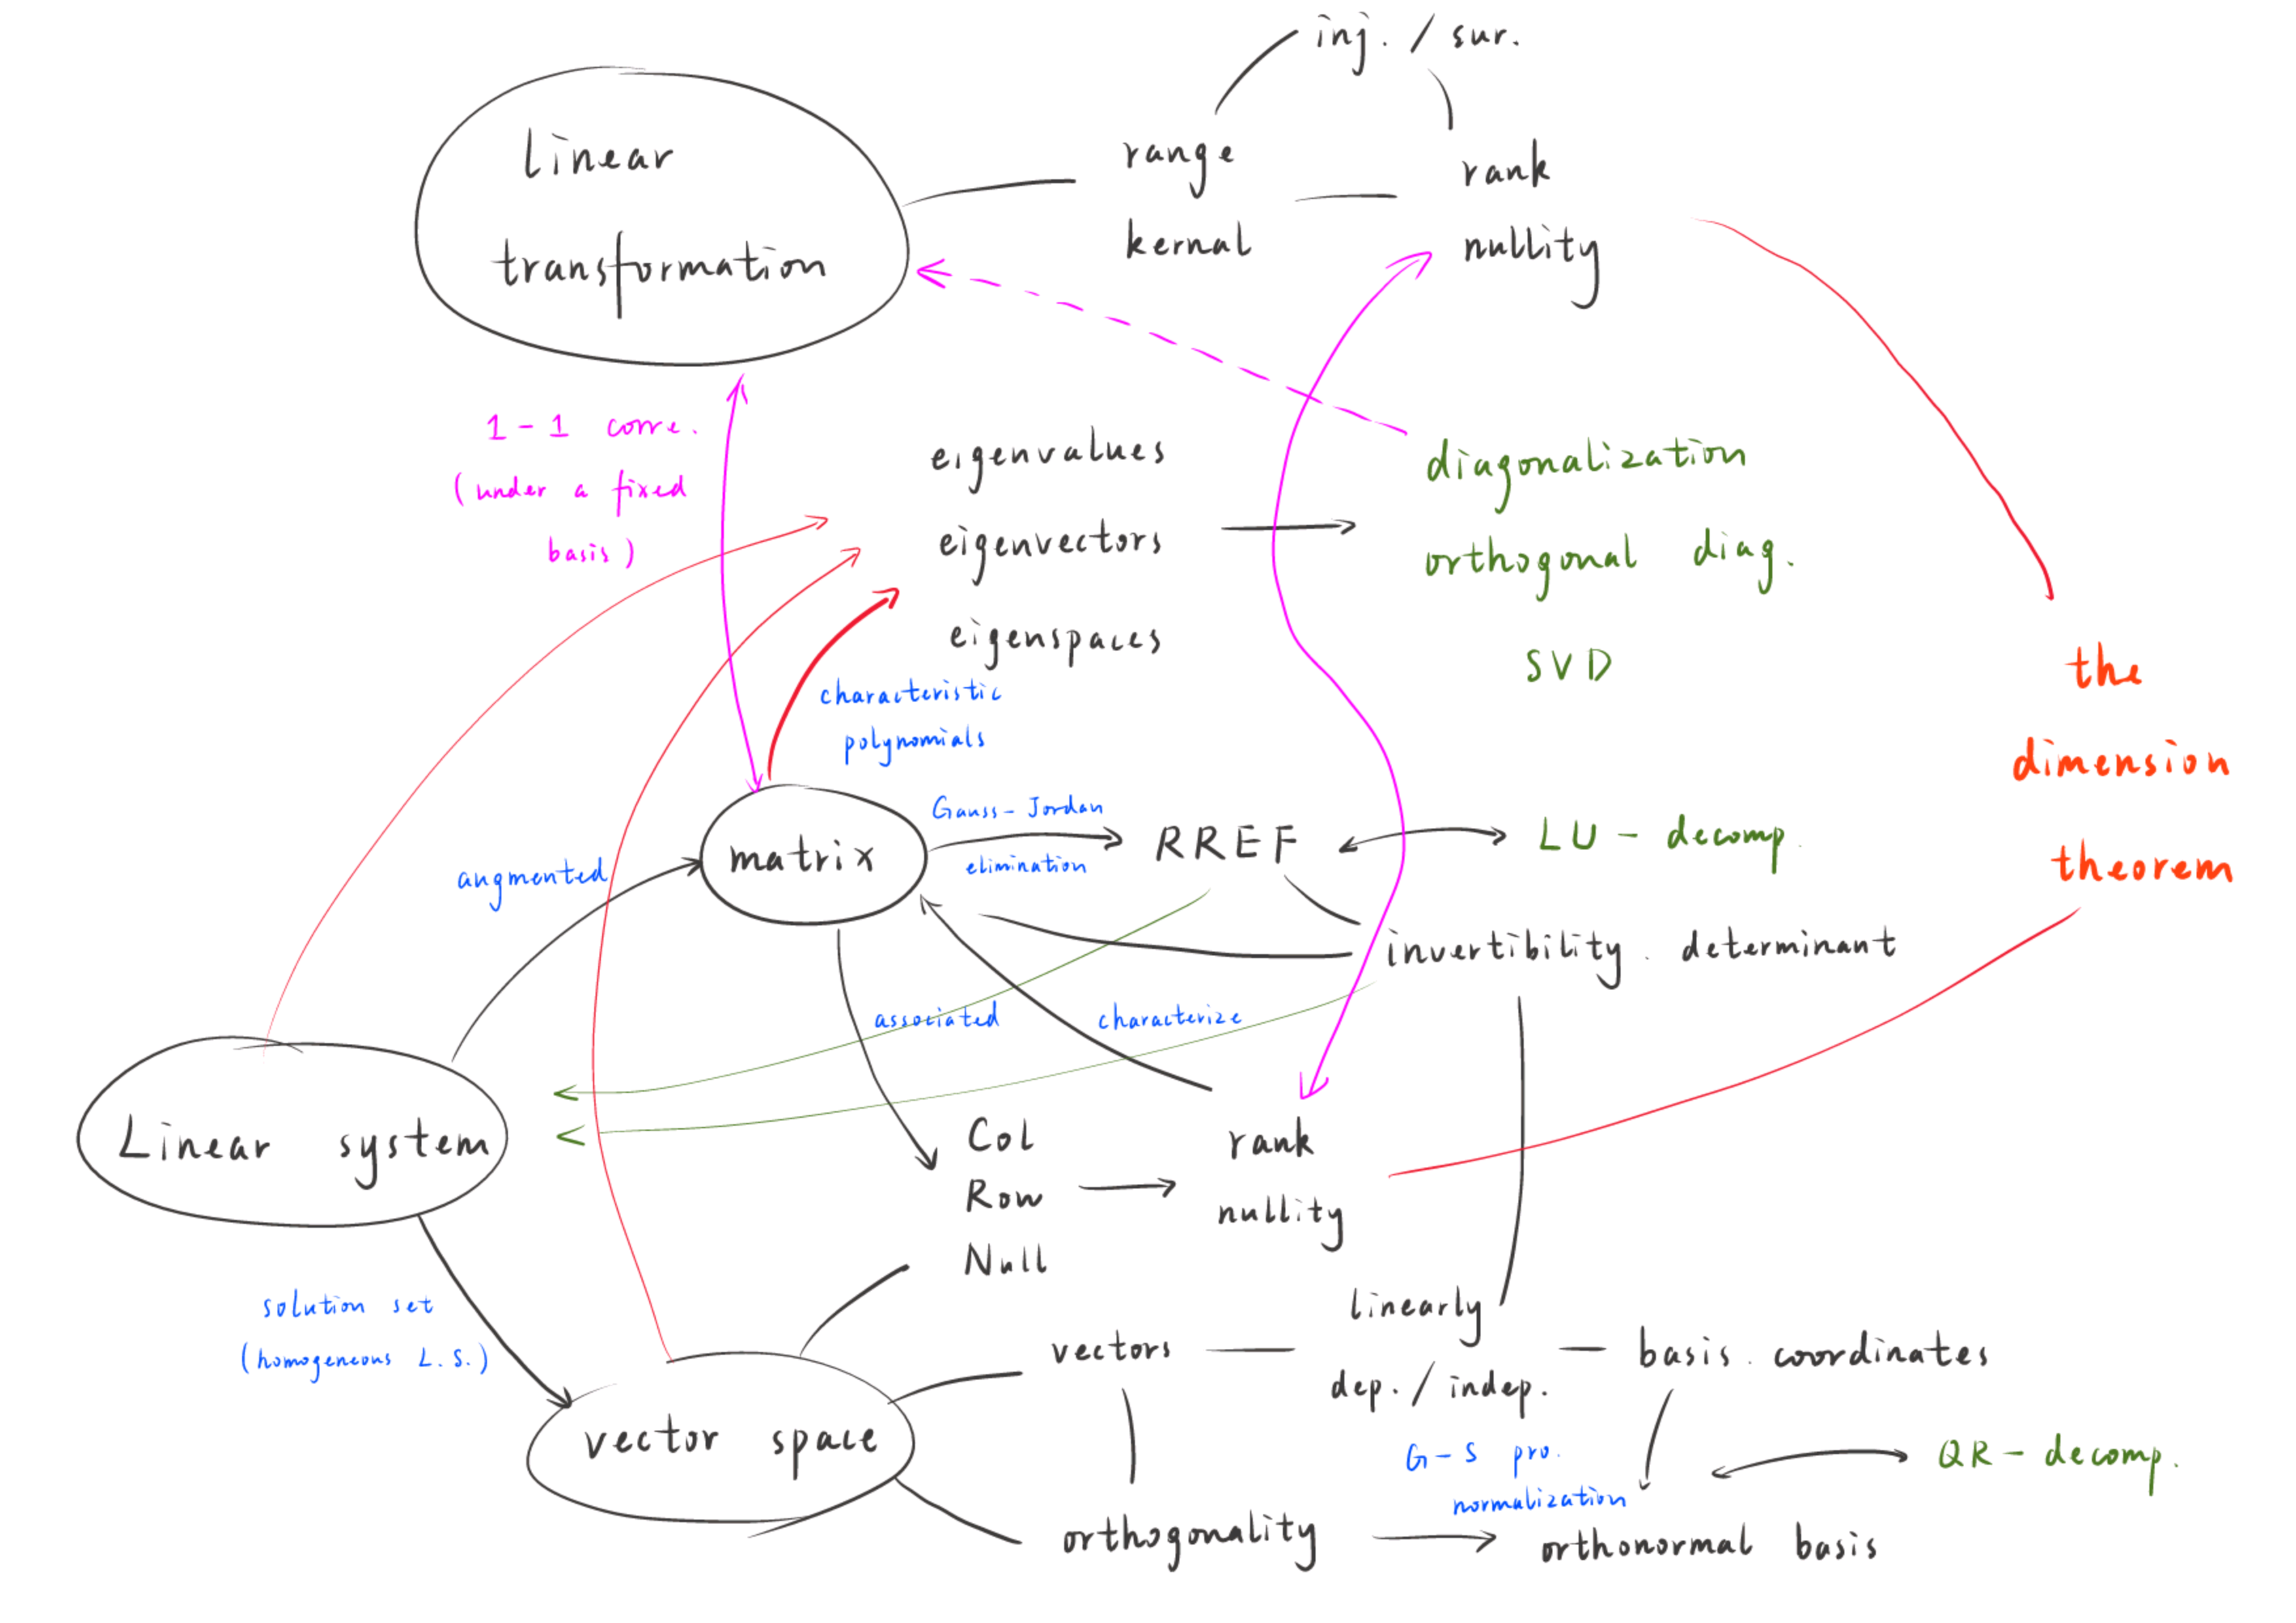 inj. / sur.
linear
transformation
range
kernal
rank
nullity
1-1 corre.
(under a fixed
basis)
eigenvalues
eigenvectors
eigenspaces
diagonalization
orthogonal diag.
SVD
characteristic
polynomials
the
dimension
theorem
matrix
Gauss-Jordan
elimination
RREF
LU-decomp.
augmented
invertibility. determinant
associated
characterize
Linear system
Col
Row
Null
rank
nullity
solution set
(homogeneous L.S.)
vector space
vectors
linearly
dep./indep.
basis. coordinates
G-S pro.
normalization
QR-decomp.
orthogonality
orthonormal basis